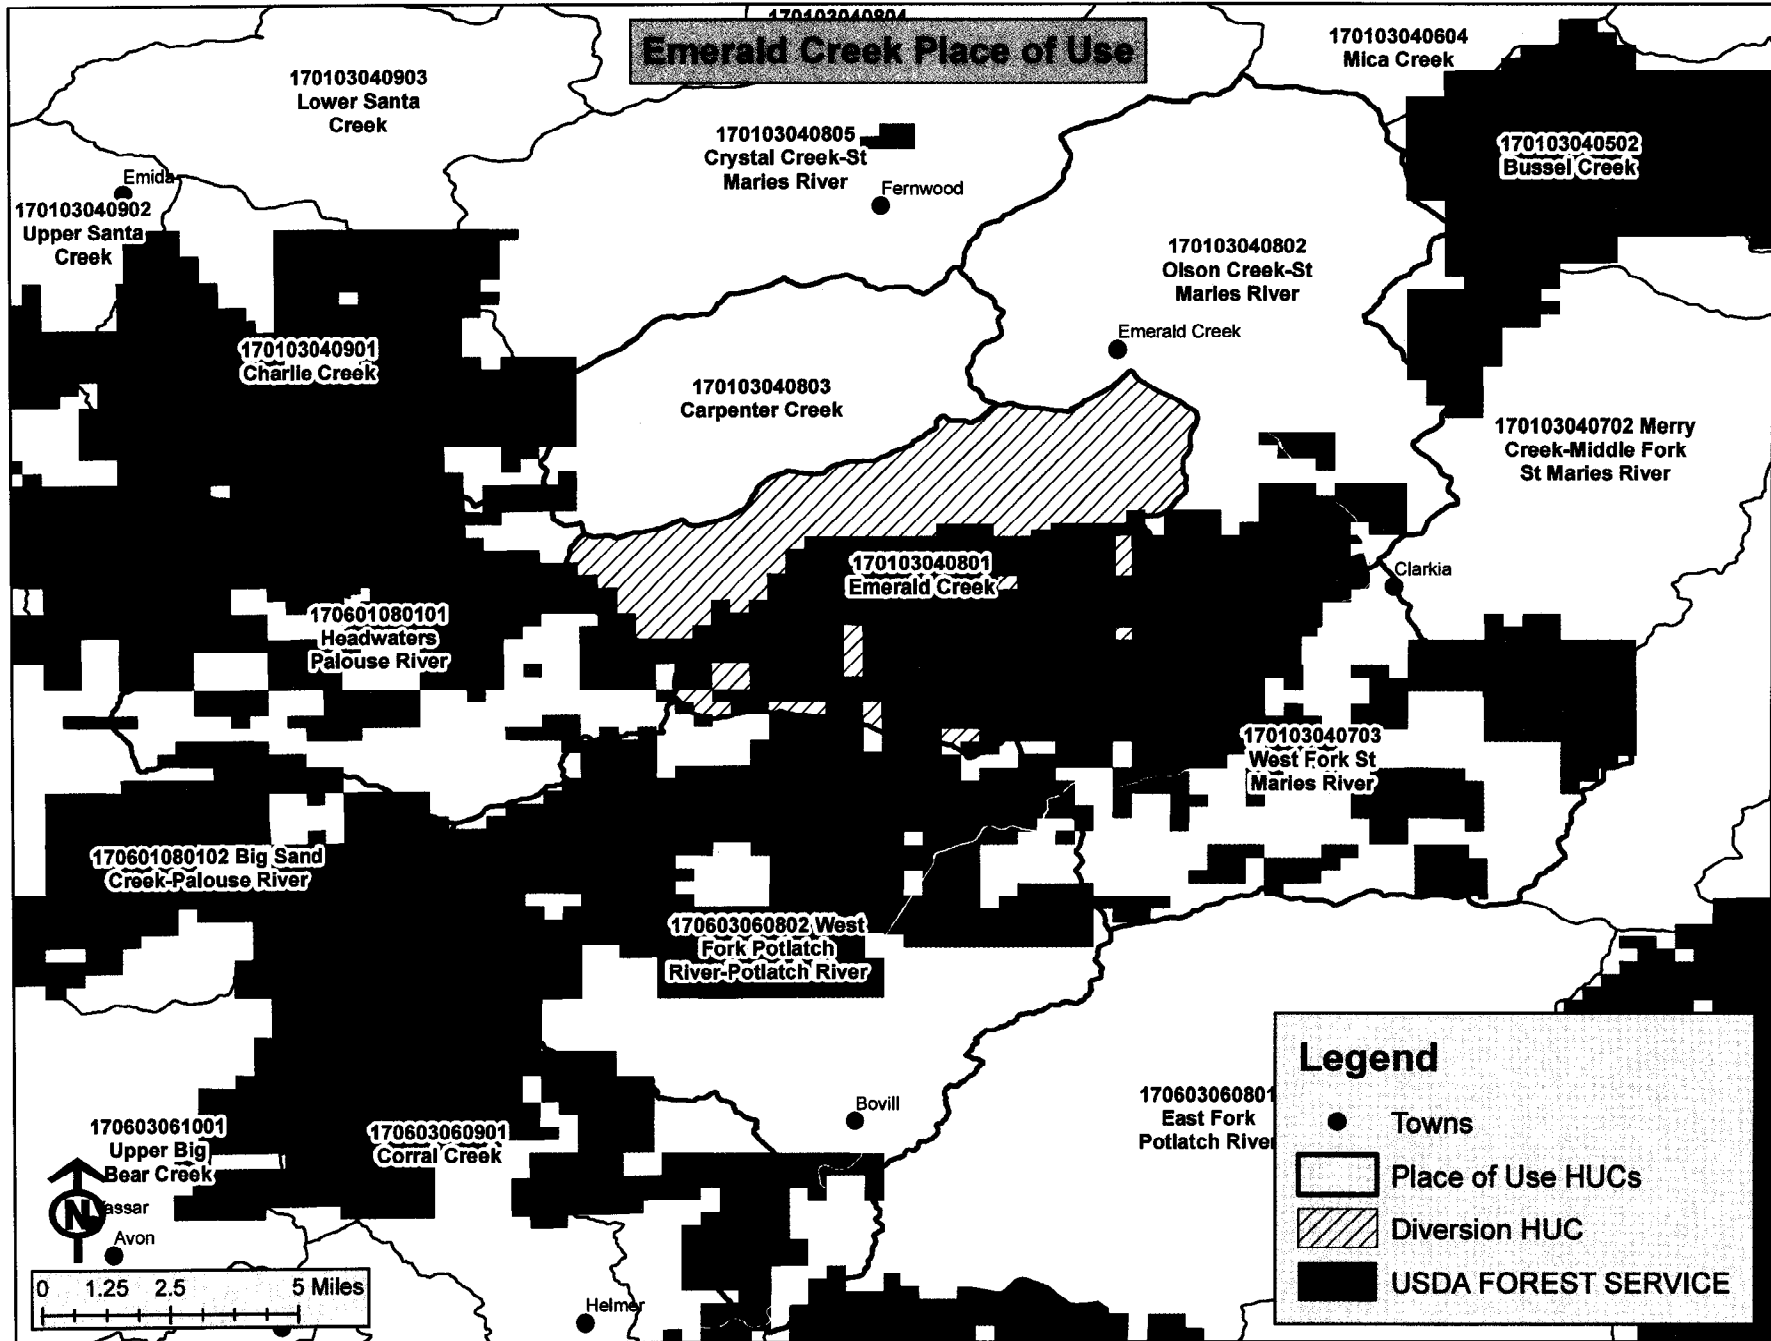 170103040804
Emerald Creek Place of Use
170103040604
Mica Creek
170103040903
Lower Santa
Creek
170103040805
Crystal Creek-St
Maries River
170103040502
Bussel Creek
Emida
Fernwood
170103040902
Upper Santa
Creek
170103040802
Olson Creek-St
Maries River
Emerald Creek
170103040901
Charlie Creek
170103040803
Carpenter Creek
170103040702 Merry
Creek-Middle Fork
St Maries River
170103040801
Emerald Creek
Clarkia
170601080101
Headwaters
Palouse River
170103040703
West Fork St
Maries River
170601080102 Big Sand
Creek-Palouse River
170603060802 West
Fork Potlatch
River-Potlatch River
Bovill
170603060801
East Fork
Potlatch River
170603061001
Upper Big
Bear Creek
170603060901
Corral Creek
N
assar
Avon
Helmer
0 1.25 2.5 5 Miles
Legend
Towns
Place of Use HUCs
Diversion HUC
USDA FOREST SERVICE